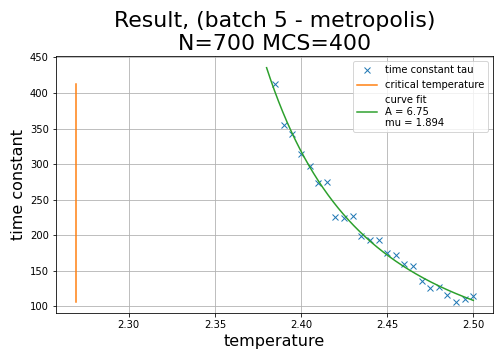 Result, (batch 5 - metropolis)
N=700 MCS=400
450
400
350
300
250
200
150
100
time constant
time constant tau
critical temperature
curve fit
A = 6.75
mu = 1.894
2.30
2.35
2.40
2.45
2.50
temperature